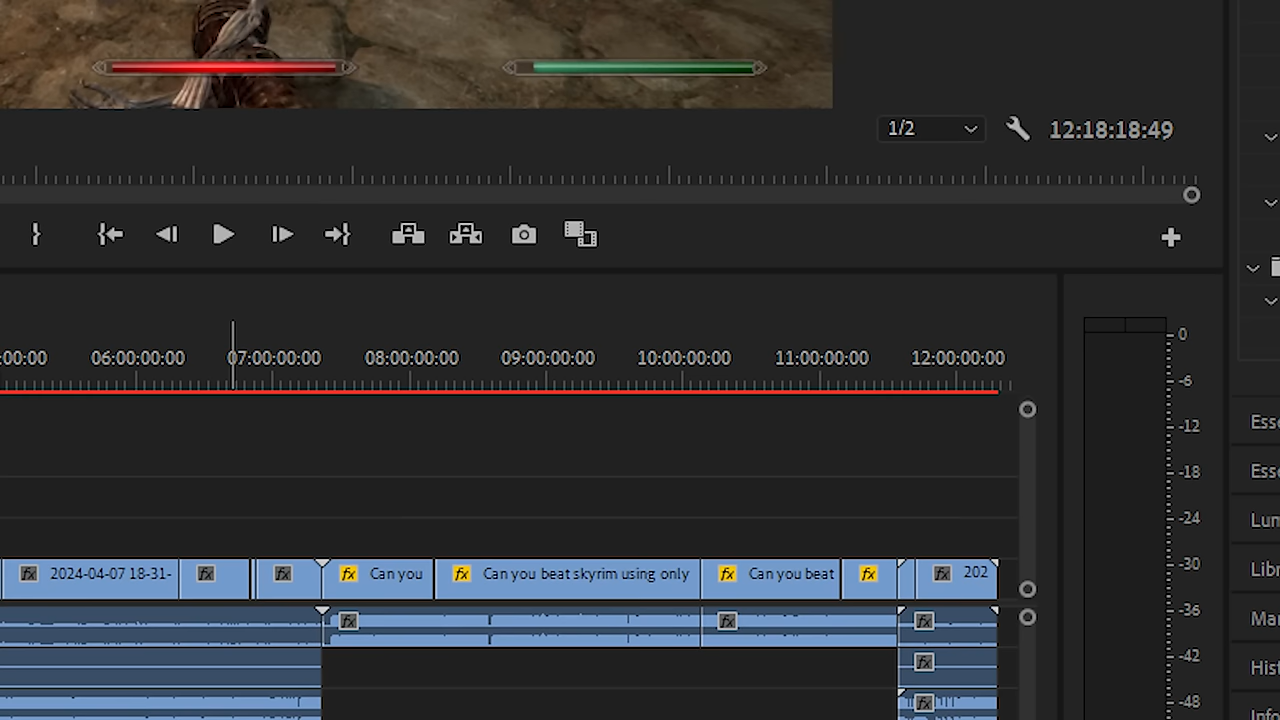 1/2
12:18:18:49
:00:00
06:00:00:00
07:00:00:00
08:00:00:00
09:00:00:00
10:00:00:00
11:00:00:00
12:00:00:00
0
-6
-12
-18
-24
-30
-36
-42
-48
fx 2024-04-07 18-31-
fx
fx
fx Can you
fx Can you beat skyrim using only
fx Can you beat
fx
fx 202
fx
fx
fx
fx
fx
Esse
Esse
Lum
Libr
Mar
Hist
Info